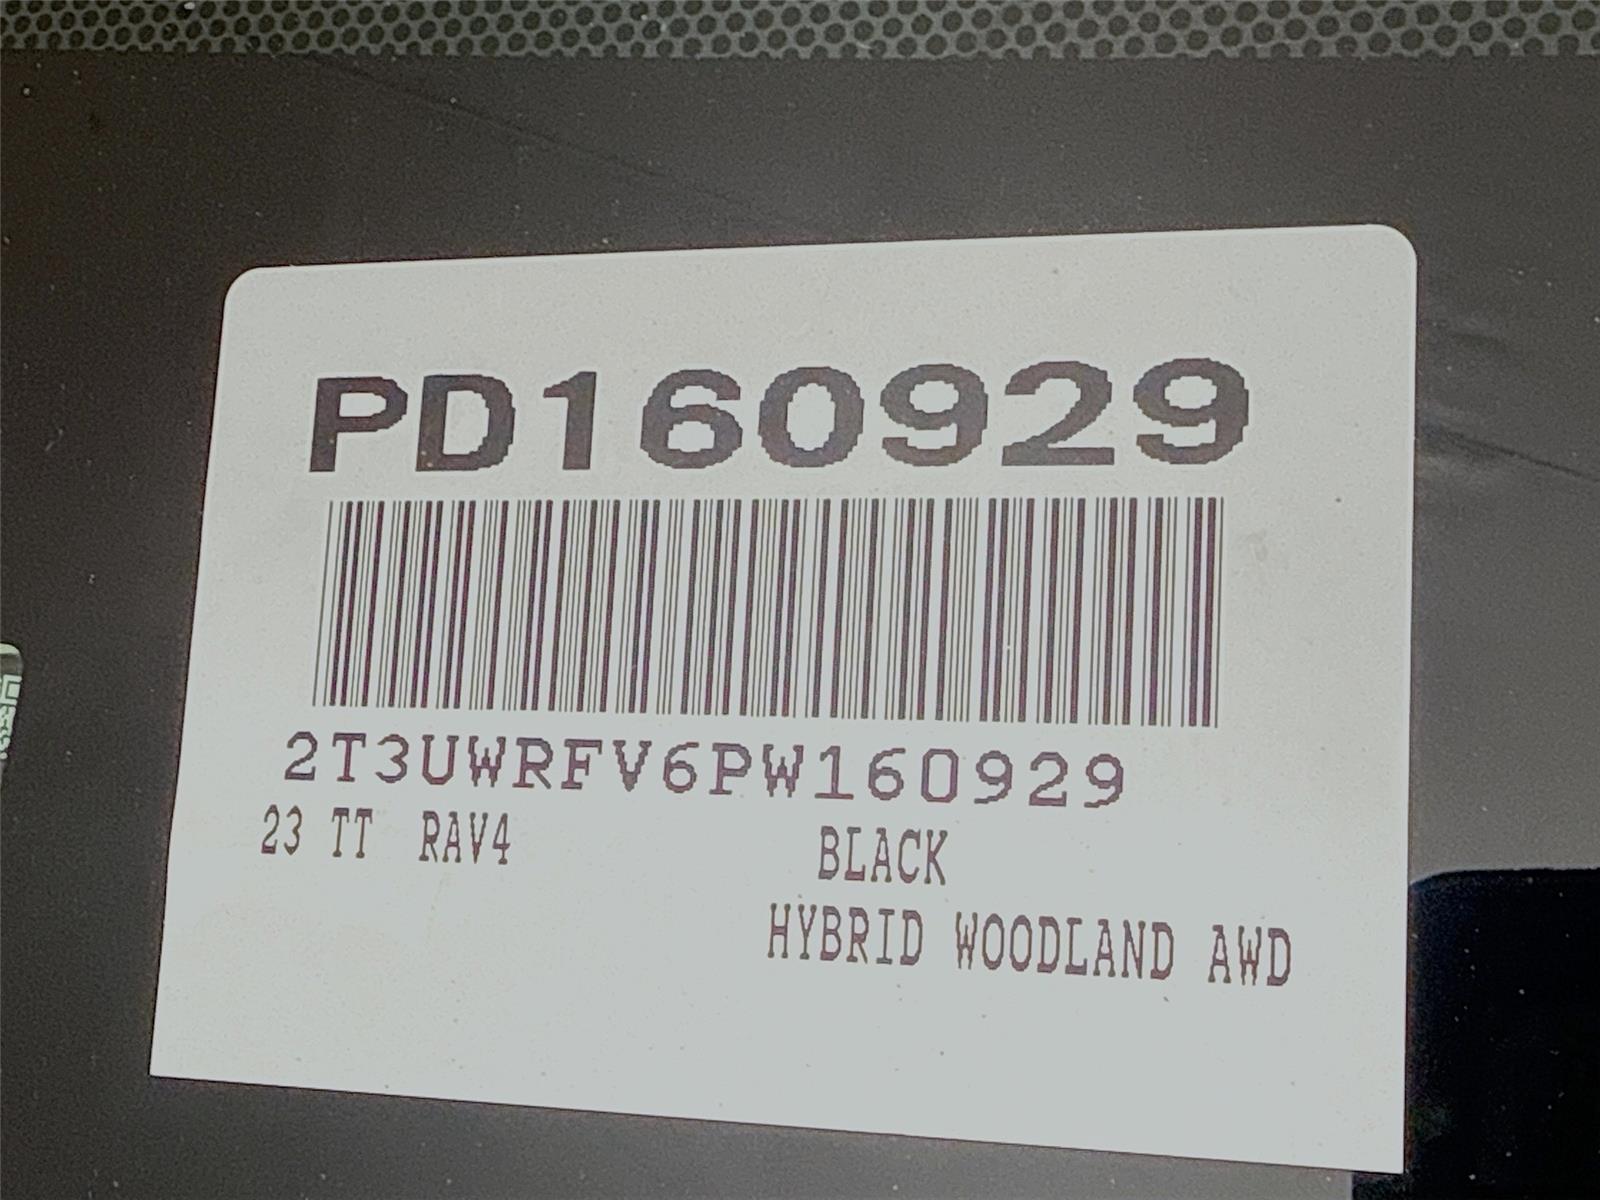 PD160929
2T3UWRFV6PW160929
23 TT RAV4 BLACK
HYBRID WOODLAND AWD